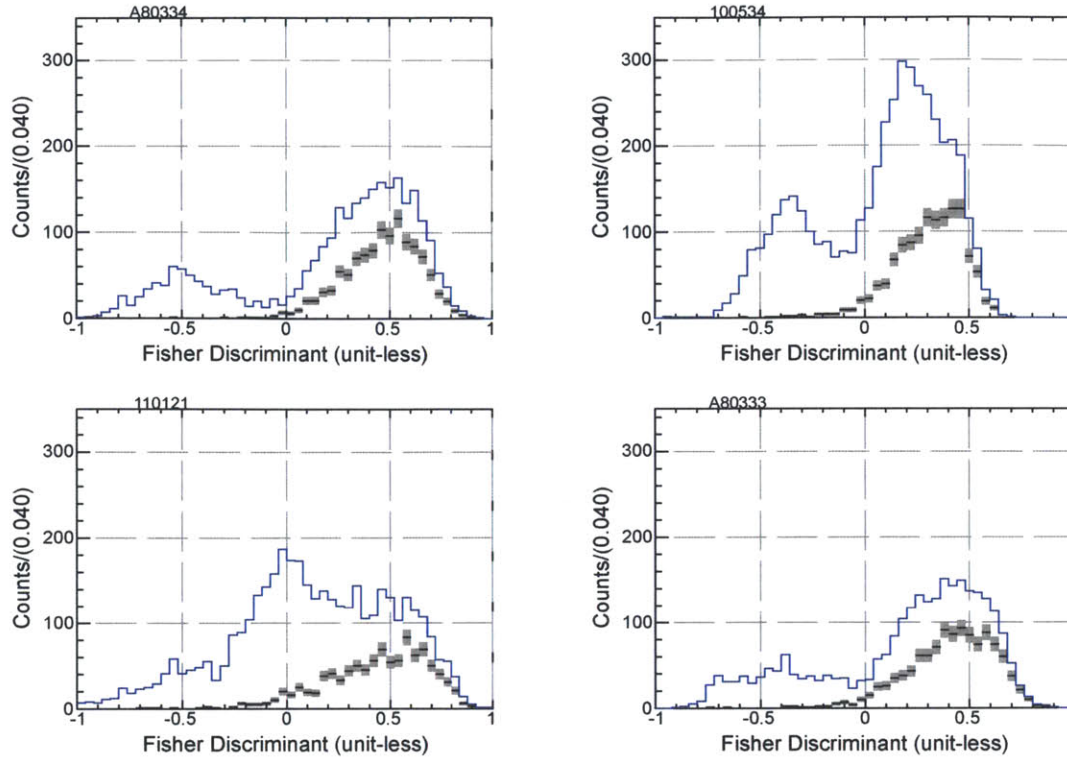 A80334
Counts/(0.040)
300
200
100
0
-1 -0.5 0 0.5 1
Fisher Discriminant (unit-less)
100534
Counts/(0.040)
300
200
100
0
-1 -0.5 0 0.5
Fisher Discriminant (unit-less)
110121
Counts/(0.040)
300
200
100
0
-1 -0.5 0 0.5 1
Fisher Discriminant (unit-less)
A80333
Counts/(0.040)
300
200
100
0
-1 -0.5 0 0.5
Fisher Discriminant (unit-less)